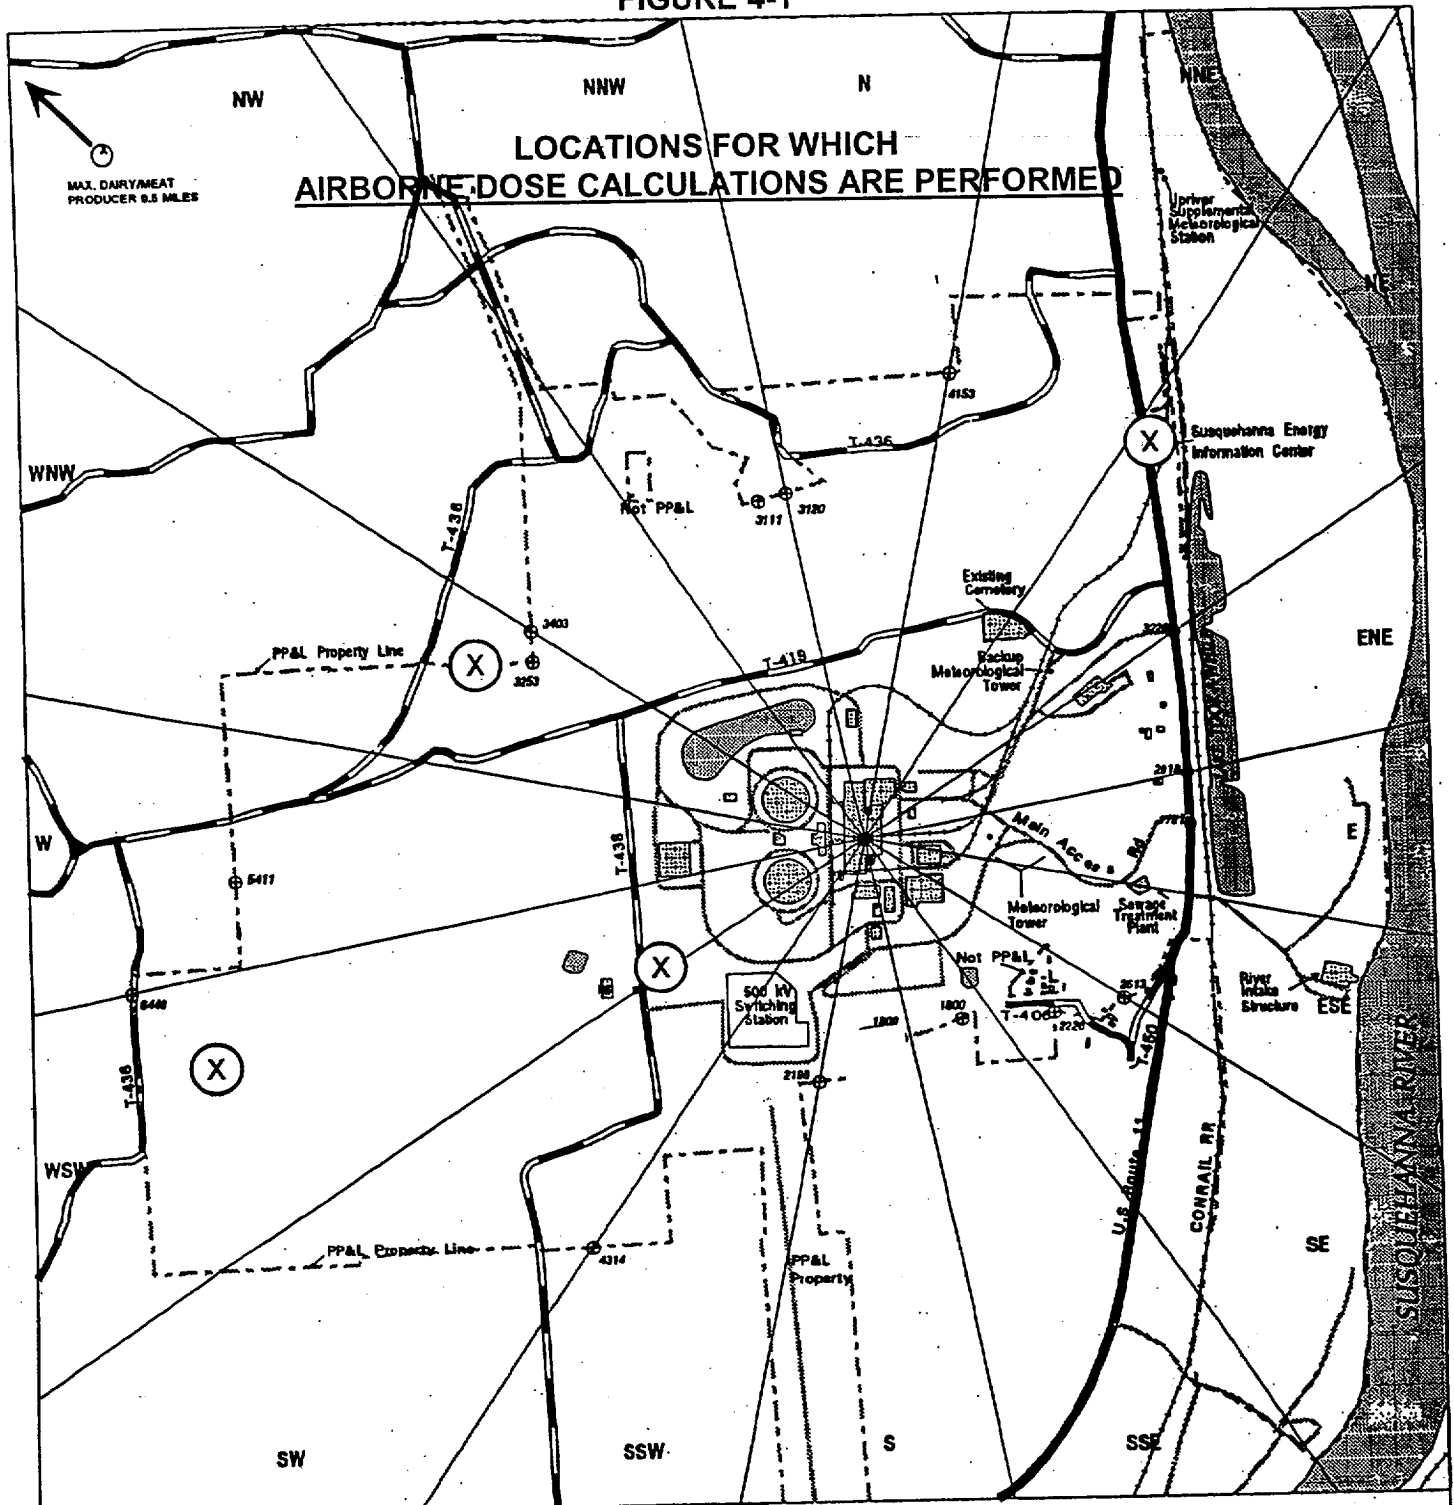 FIGURE 4-1
NW
NNW
N
NNE
LOCATIONS FOR WHICH
AIRBORNE DOSE CALCULATIONS ARE PERFORMED
MAX. DAIRY/MEAT
PRODUCER 9.5 MILES
Upriver
Supplemental
Meteorological
Station
NE
4153
T-436
X
Susquehanna Energy
Information Center
WNW
Not PP&L
3111
3120
T-438
Existing
Cemetery
3403
ENE
PP&L Property Line
X
3253
T-419
Backup
Meteorological
Tower
W
T-438
Main Access
Rd
E
5411
Meteorological
Tower
Sewage
Treatment
Plant
X
Not PP&L
500 kV
Switching
Station
1800
T-406
2220
2513
River
Intake
Structure
ESE
T-436
X
2198
T-450
WSW
U.S Route 11
CONRAIL RR
SUSQUEHANNA RIVER
PP&L Property Line
4314
PP&L
Property
SE
SW
SSW
S
SSE